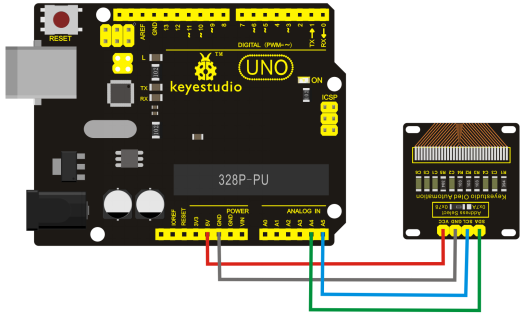 RESET
AREF
GND
13
12
~11
~10
~9
8
7
~6
~5
4
~3
2
TX 1
RX 0
DIGITAL (PWM=~)
L
TX
RX
TM
keyestudio
UNO
ON
ICSP
328P-PU
IOREF
RESET
3V3
5V
GND
GND
VIN
POWER
ANALOG IN
A0
A1
A2
A3
A4
A5
Keyestudio Oled Automation
Address Select
0x78
0x7A
VCC
GND
SCL
SDA